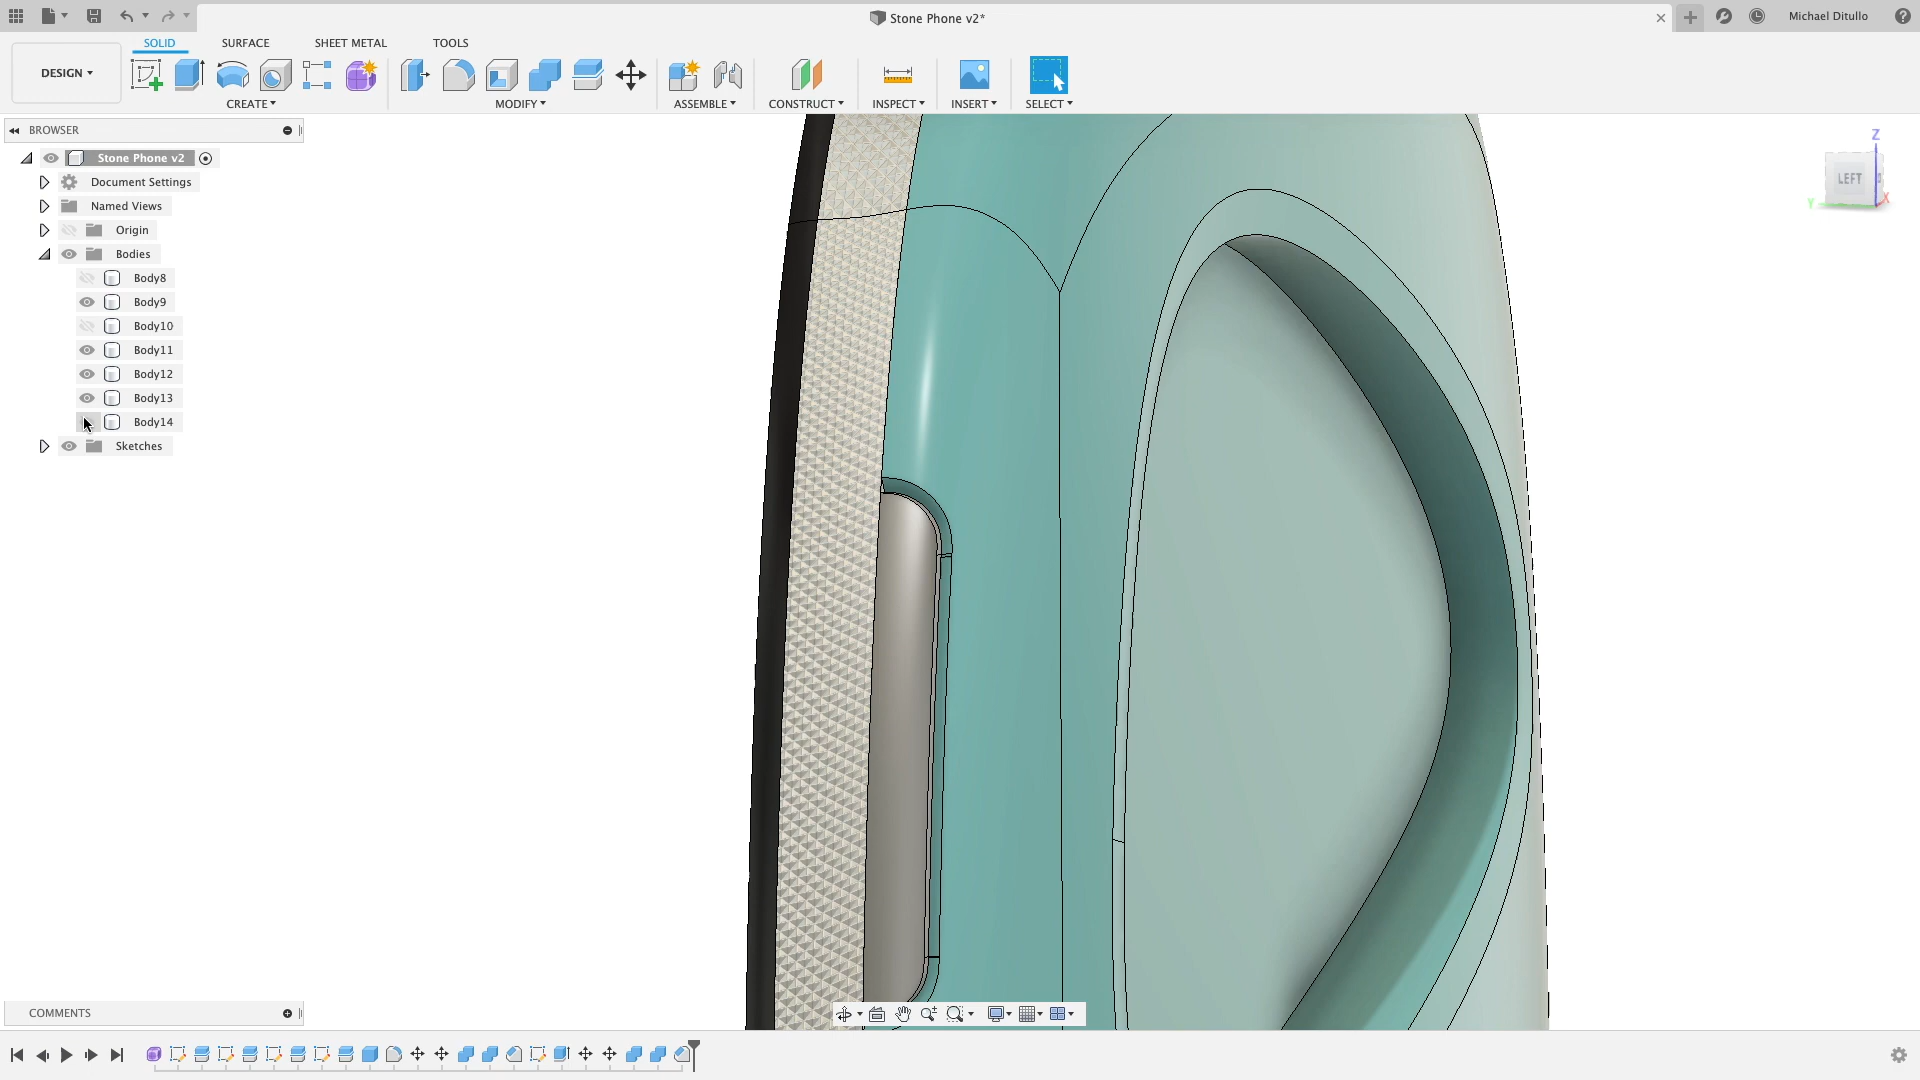 Stone Phone v2*
Michael Ditullo
SOLID SURFACE SHEET METAL TOOLS
DESIGN
CREATE MODIFY ASSEMBLE CONSTRUCT INSPECT INSERT SELECT
BROWSER
Stone Phone v2
Document Settings
Named Views
Origin
Bodies
Body8
Body9
Body10
Body11
Body12
Body13
Body14
Sketches
Z
LEFT
Y
X
COMMENTS